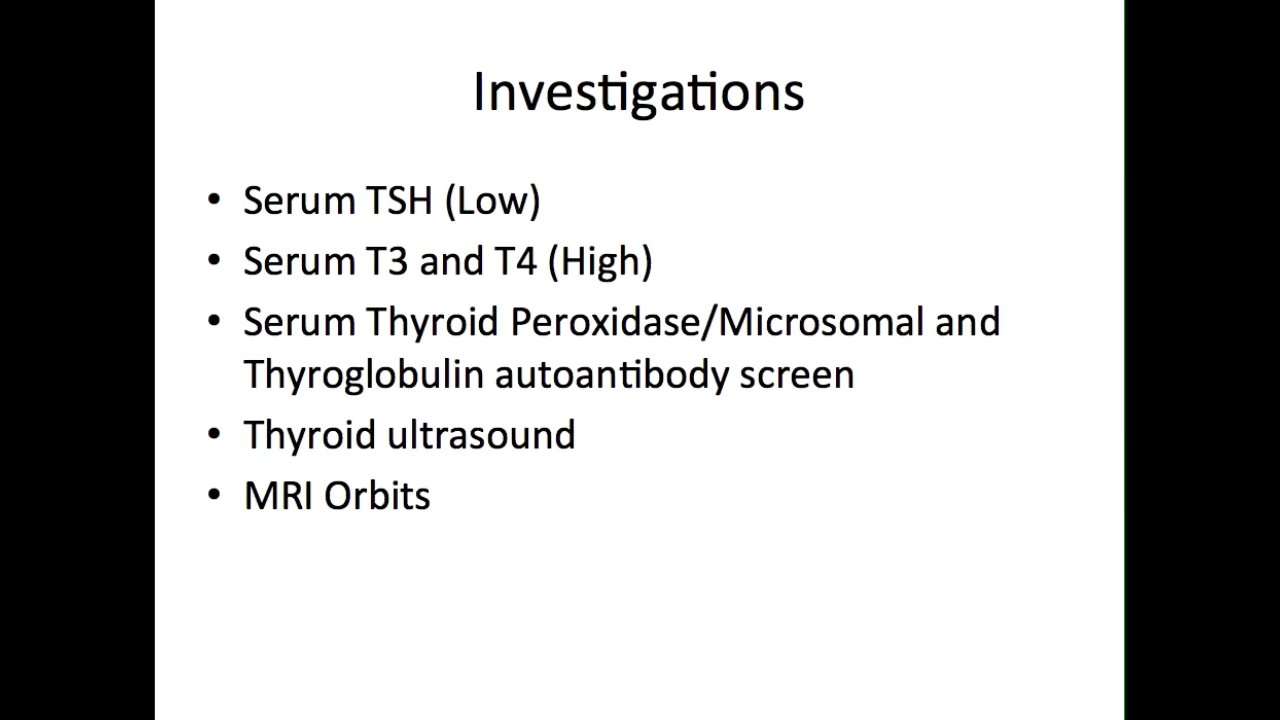 Investigations
• Serum TSH (Low)
• Serum T3 and T4 (High)
• Serum Thyroid Peroxidase/Microsomal and
Thyroglobulin autoantibody screen
• Thyroid ultrasound
• MRI Orbits